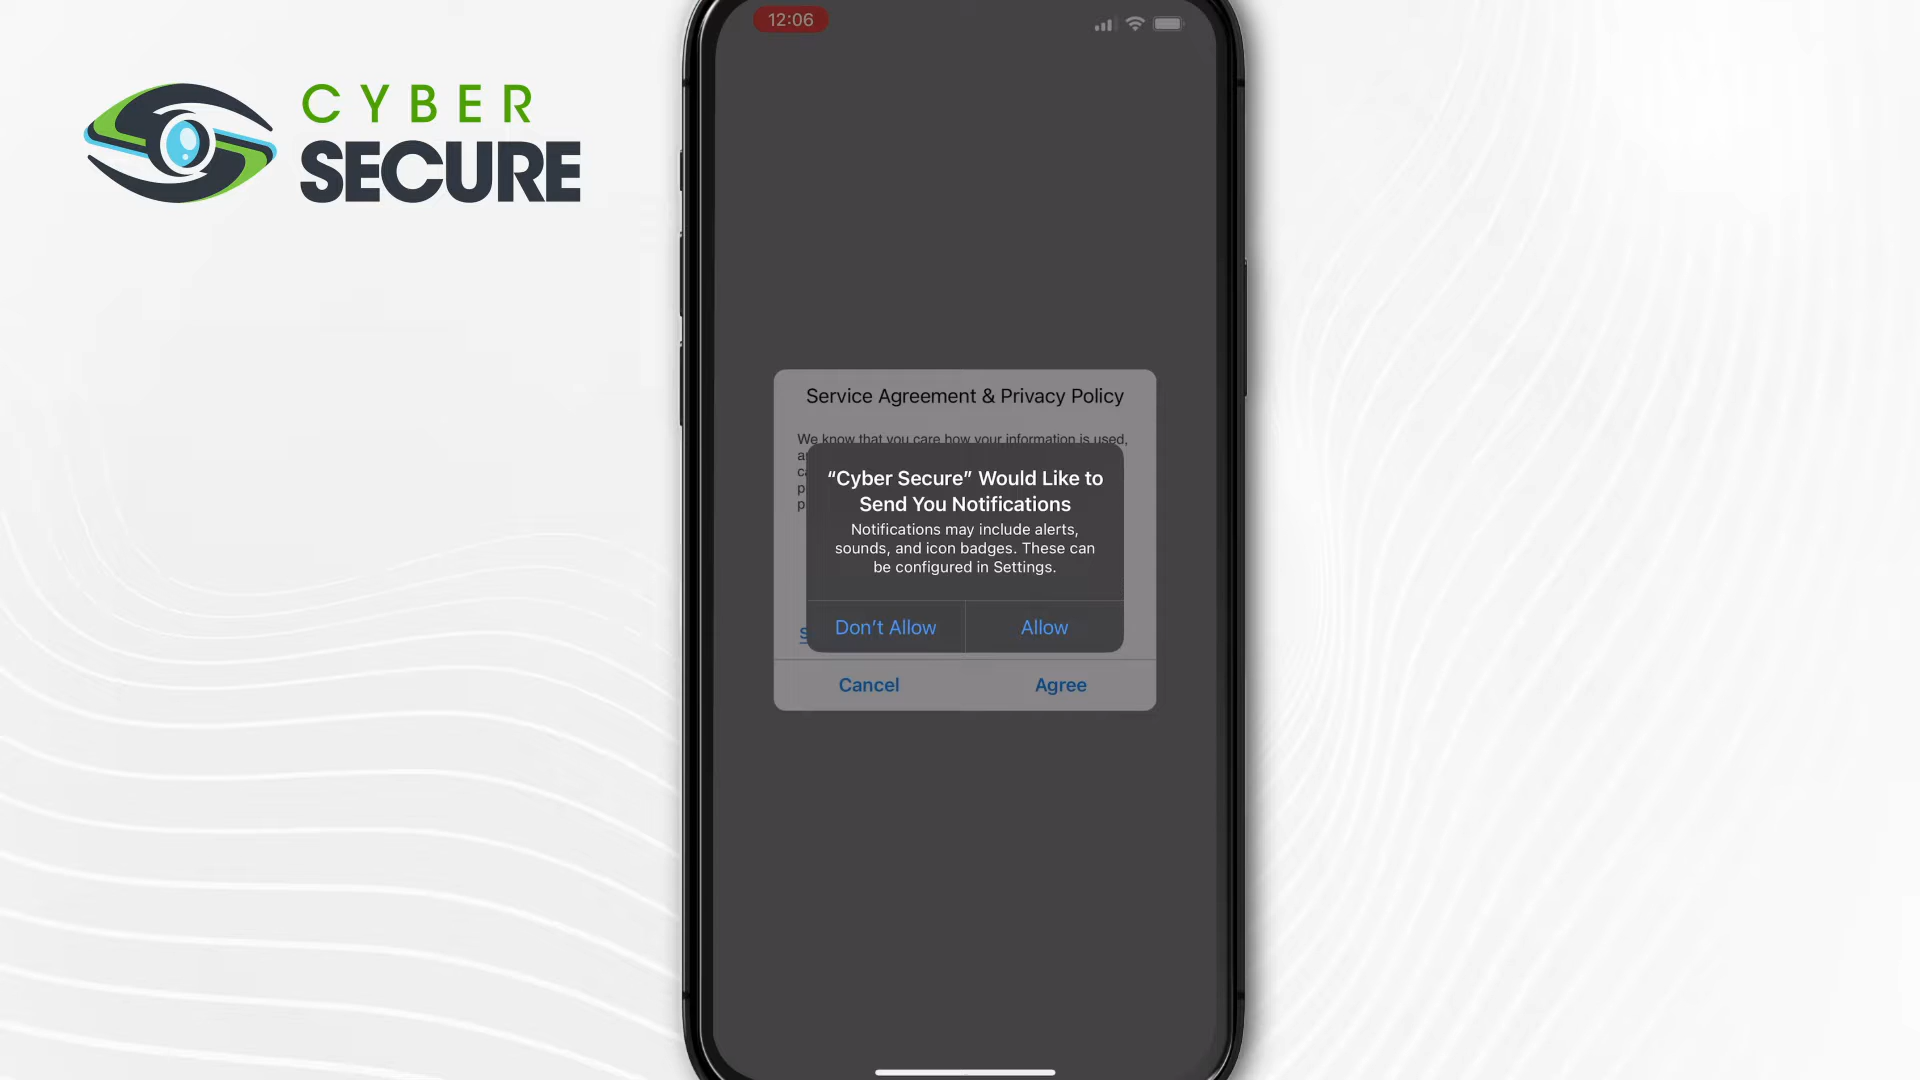 CYBER
SECURE
12:06
Service Agreement & Privacy Policy
We know that you care how your information is used,
“Cyber Secure” Would Like to
Send You Notifications
Notifications may include alerts,
sounds, and icon badges. These can
be configured in Settings.
Don’t Allow
Allow
Cancel
Agree